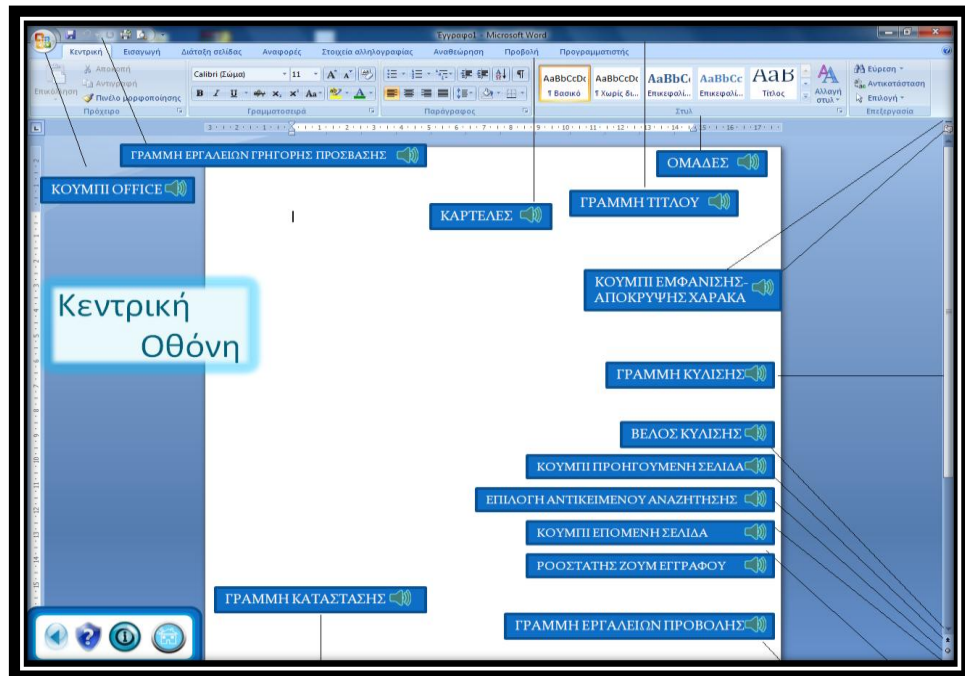 Έγγραφο1 - Microsoft Word
Κεντρική Εισαγωγή Διάταξη σελίδας Αναφορές Στοιχεία αλληλογραφίας Αναθεώρηση Προβολή Προγραμματιστής
Αποκοπή
Αντιγραφή
Επικόλληση
Πινέλο μορφοποίησης
Πρόχειρο
Calibri (Σώμα) 11
Γραμματοσειρά
Παράγραφος
AaBbCcDc AaBbCcDc AaBbC AaBbCc AaB
¶ Βασικό ¶ Χωρίς δι... Επικεφαλί... Επικεφαλί... Τίτλος
Αλλαγή στυλ
Στυλ
Εύρεση
Αντικατάσταση
Επιλογή
Επεξεργασία
ΓΡΑΜΜΗ ΕΡΓΑΛΕΙΩΝ ΓΡΗΓΟΡΗΣ ΠΡΟΣΒΑΣΗΣ
ΟΜΑΔΕΣ
ΚΟΥΜΠΙ OFFICE
ΓΡΑΜΜΗ ΤΙΤΛΟΥ
ΚΑΡΤΕΛΕΣ
ΚΟΥΜΠΙ ΕΜΦΑΝΙΣΗΣ-
ΑΠΟΚΡΥΨΗΣ ΧΑΡΑΚΑ
Κεντρική
Οθόνη
ΓΡΑΜΜΗ ΚΥΛΙΣΗΣ
ΒΕΛΟΣ ΚΥΛΙΣΗΣ
ΚΟΥΜΠΙ ΠΡΟΗΓΟΥΜΕΝΗ ΣΕΛΙΔΑ
ΕΠΙΛΟΓΗ ΑΝΤΙΚΕΙΜΕΝΟΥ ΑΝΑΖΗΤΗΣΗΣ
ΚΟΥΜΠΙ ΕΠΟΜΕΝΗ ΣΕΛΙΔΑ
ΡΟΟΣΤΑΤΗΣ ΖΟΥΜ ΕΓΓΡΑΦΟΥ
ΓΡΑΜΜΗ ΚΑΤΑΣΤΑΣΗΣ
ΓΡΑΜΜΗ ΕΡΓΑΛΕΙΩΝ ΠΡΟΒΟΛΗΣ